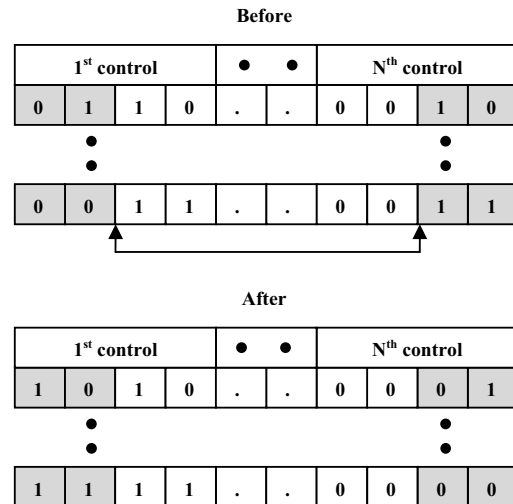 Before
1st control • • Nth control
0 1 1 0 . . 0 0 1 0
0 0 1 1 . . 0 0 1 1
After
1st control • • Nth control
1 0 1 0 . . 0 0 0 1
1 1 1 1 . . 0 0 0 0